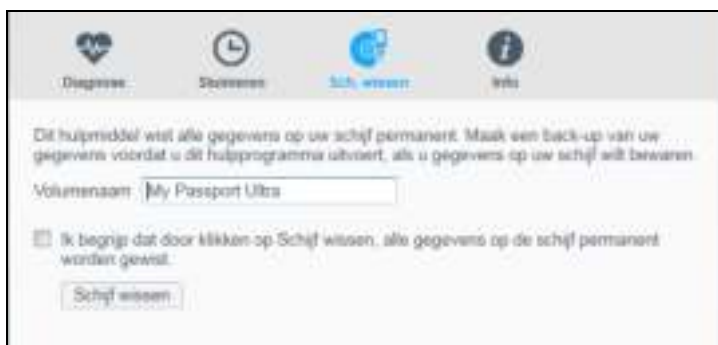 Diagnose
Sluimeren
Sch. wissen
Info
Dit hulpmiddel wist alle gegevens op uw schijf permanent. Maak een back-up van uw
gegevens voordat u dit hulpprogramma uitvoert, als u gegevens op uw schijf wilt bewaren.
Volumenaam My Passport Ultra
Ik begrijp dat door klikken op Schijf wissen, alle gegevens op de schijf permanent
worden gewist.
Schijf wissen